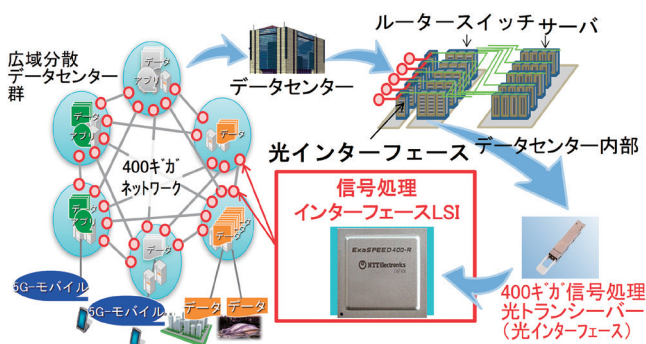 広域分散
データセンター
群
データ
アプリ
データ
アプリ
データ
データ
アプリ
データ
データ
400ｷﾞｶﾞ
ネットワーク
5G-モバイル
5G-モバイル
データ
データ
データセンター
ルータースイッチ
サーバ
光インターフェース
データセンター内部
信号処理
インターフェースLSI
ExaSPEED400-R
NTT Electronics
JAPAN
400ｷﾞｶﾞ信号処理
光トランシーバー
（光インターフェース）